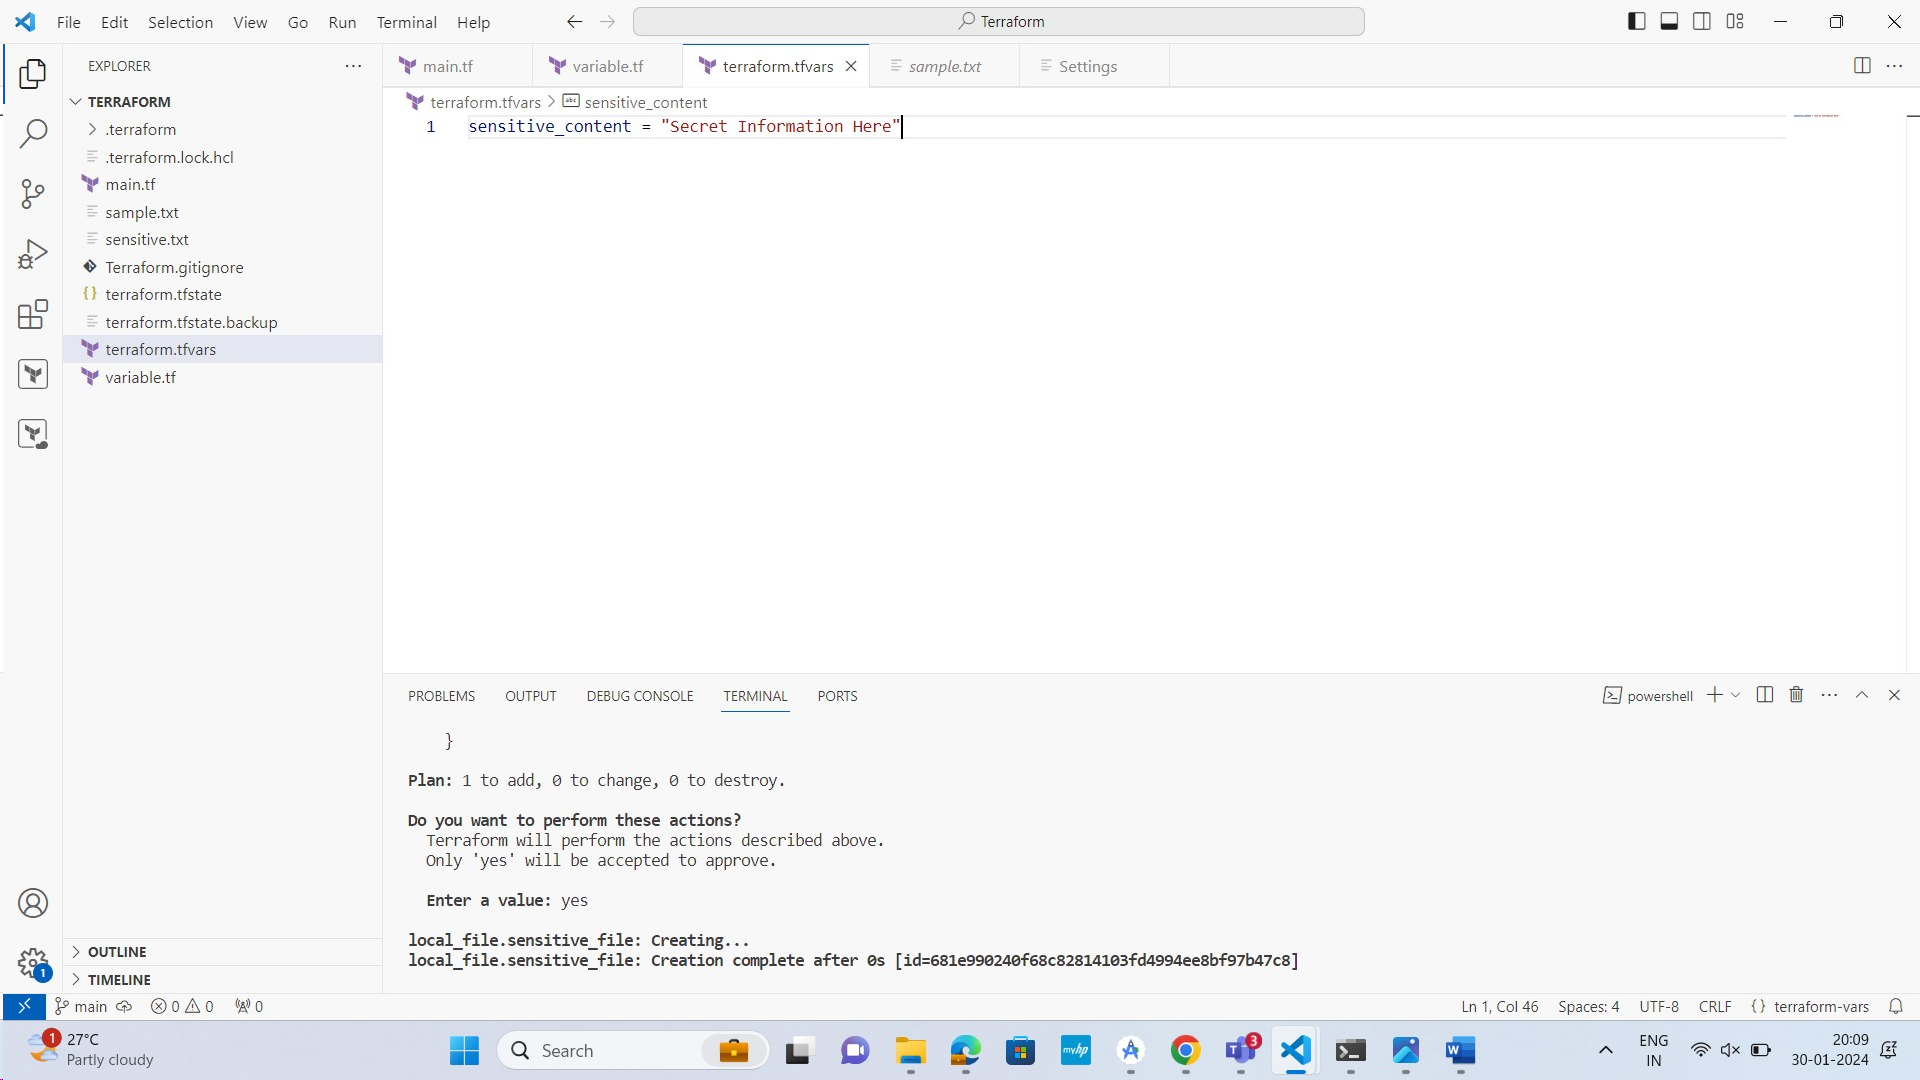 File Edit Selection View Go Run Terminal Help
Terraform
EXPLORER
TERRAFORM
.terraform
.terraform.lock.hcl
main.tf
sample.txt
sensitive.txt
Terraform.gitignore
terraform.tfstate
terraform.tfstate.backup
terraform.tfvars
variable.tf
OUTLINE
TIMELINE
main.tf variable.tf terraform.tfvars sample.txt Settings
terraform.tfvars > abc sensitive_content
1 sensitive_content = "Secret Information Here"
PROBLEMS OUTPUT DEBUG CONSOLE TERMINAL PORTS
powershell
}
Plan: 1 to add, 0 to change, 0 to destroy.
Do you want to perform these actions?
Terraform will perform the actions described above.
Only 'yes' will be accepted to approve.
Enter a value: yes
local_file.sensitive_file: Creating...
local_file.sensitive_file: Creation complete after 0s [id=681e990240f68c82814103fd4994ee8bf97b47c8]
1
main 0 0 0
Ln 1, Col 46 Spaces: 4 UTF-8 CRLF {} terraform-vars
1
27°C
Partly cloudy
Search
myhp
3
W
ENG
IN
20:09
30-01-2024